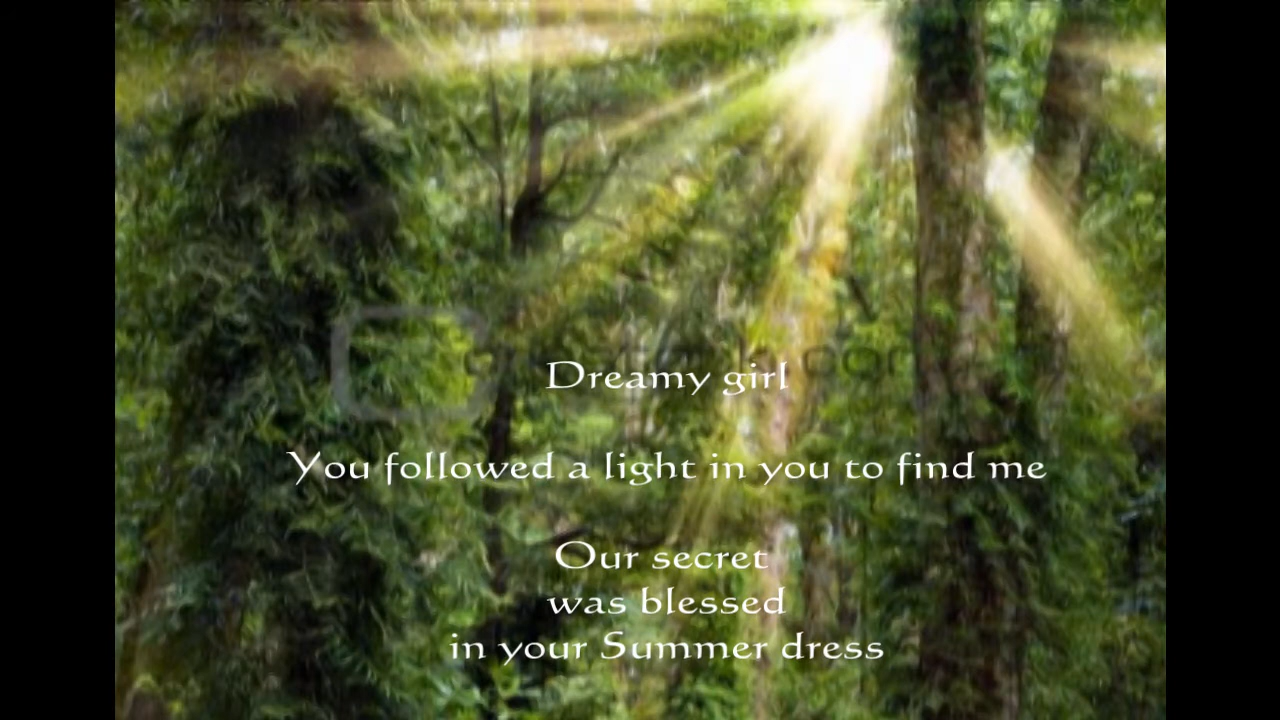 Dreamy girl
You followed a light in you to find me
Our secret
was blessed
in your Summer dress